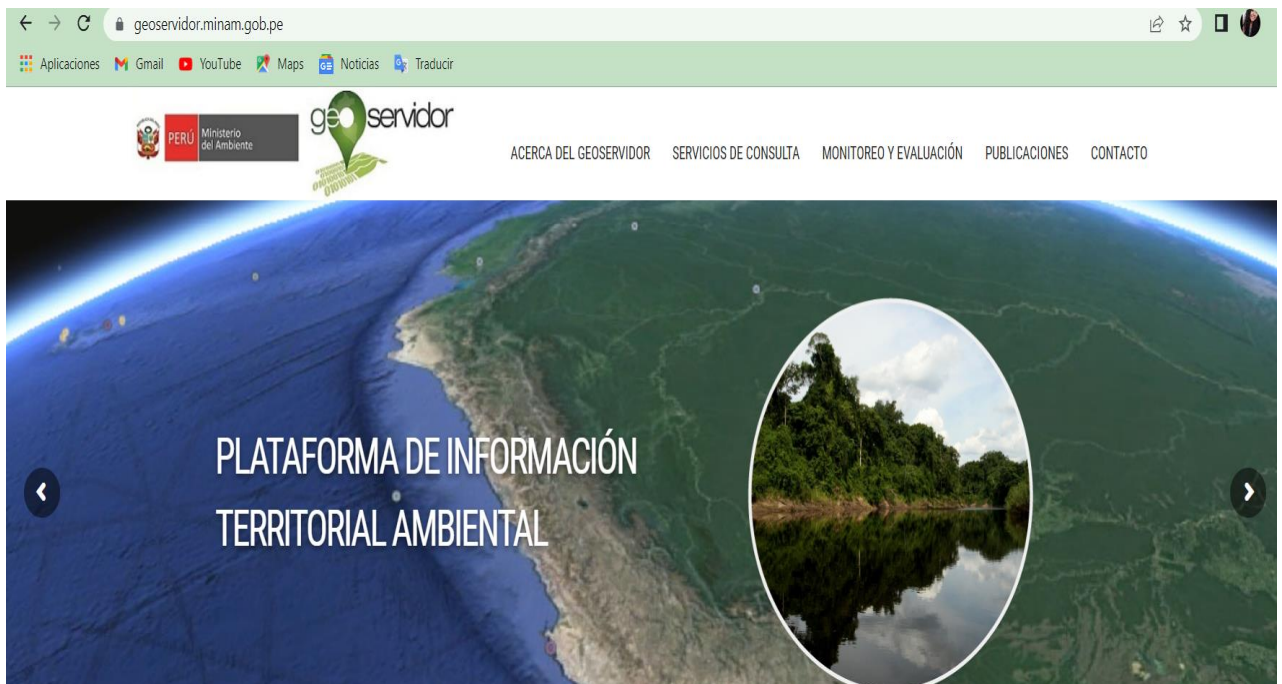 geoservidor.minam.gob.pe
Aplicaciones Gmail YouTube Maps Noticias Traducir
PERÚ Ministerio del Ambiente
geoservidor
ACERCA DEL GEOSERVIDOR SERVICIOS DE CONSULTA MONITOREO Y EVALUACIÓN PUBLICACIONES CONTACTO
PLATAFORMA DE INFORMACIÓN
TERRITORIAL AMBIENTAL